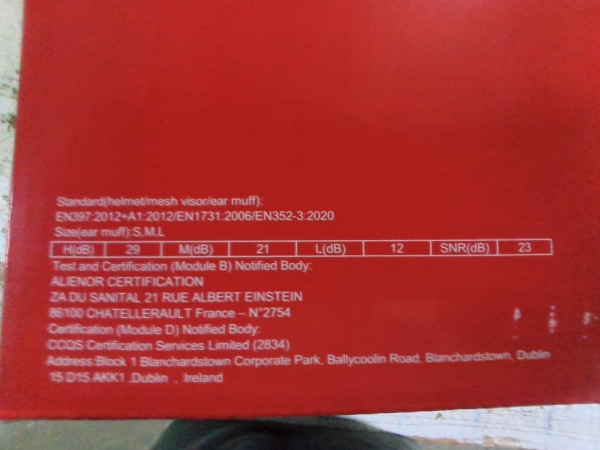 Standard(helmet/mesh visor/ear muff):
EN397:2012+A1:2012/EN1731:2006/EN352-3:2020
Size(ear muff):S,M,L
H(dB) 29 M(dB) 21 L(dB) 12 SNR(dB) 23
Test and Certification (Module B) Notified Body:
ALIENOR CERTIFICATION
ZA DU SANITAL 21 RUE ALBERT EINSTEIN
86100 CHATELLERAULT France – N°2754
Certification (Module D) Notified Body:
CCQS Certification Services Limited (2834)
Address:Block 1 Blanchardstown Corporate Park, Ballycoolin Road, Blanchardstown, Dublin
15 D15 AKK1 ,Dublin , Ireland